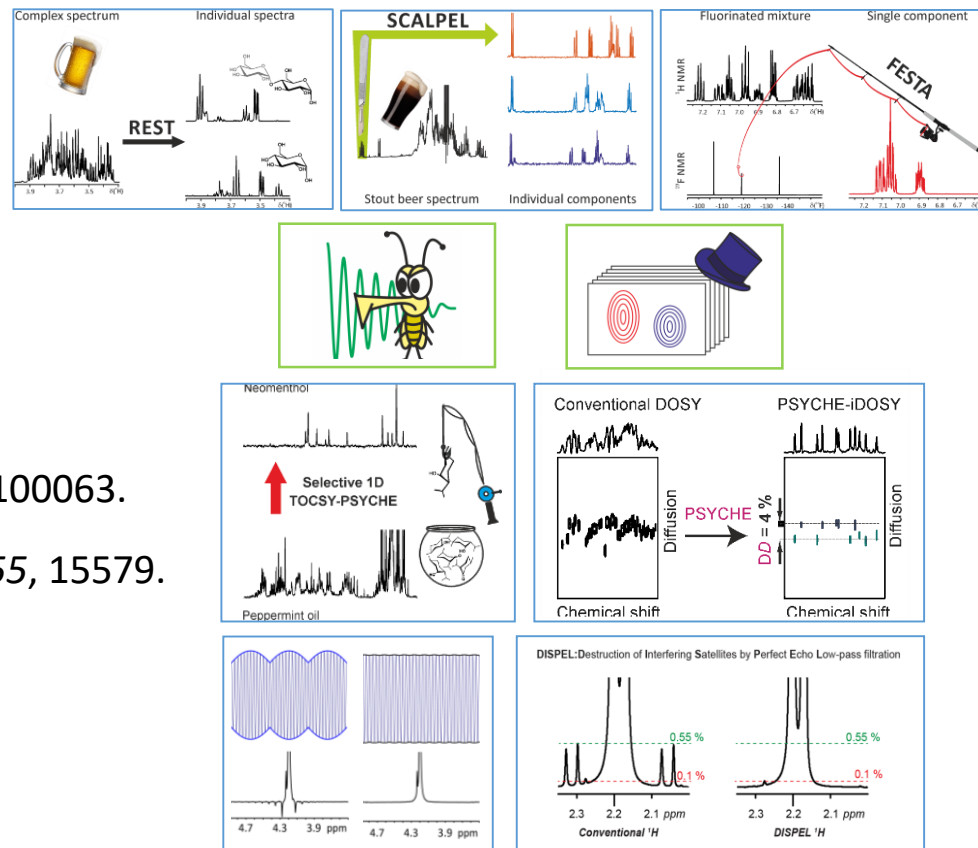 Complex spectrum
Individual spectra
REST
3.9 3.7 3.5 δ(¹H)
3.9 3.7 3.5 δ(¹H)
SCALPEL
Stout beer spectrum
Individual components
Fluorinated mixture
Single component
FESTA
¹H NMR
7.2 7.1 7.0 6.9 6.8 6.7 δ(¹H)
¹⁹F NMR
-100 -110 -120 -130 -140 δ(¹⁹F)
7.2 7.1 7.0 6.9 6.8 6.7 δ(¹H)
Neomenthol
Selective 1D
TOCSY-PSYCHE
Peppermint oil
Conventional DOSY
PSYCHE-iDOSY
PSYCHE
Diffusion
DD = 4 %
Diffusion
Chemical shift
Chemical shift
100063.
55, 15579.
4.7 4.3 3.9 ppm
4.7 4.3 3.9 ppm
DISPEL:Destruction of Interfering Satellites by Perfect Echo Low-pass filtration
0.55 %
0.1 %
0.55 %
0.1 %
2.3 2.2 2.1 ppm
2.3 2.2 2.1 ppm
Conventional ¹H
DISPEL ¹H